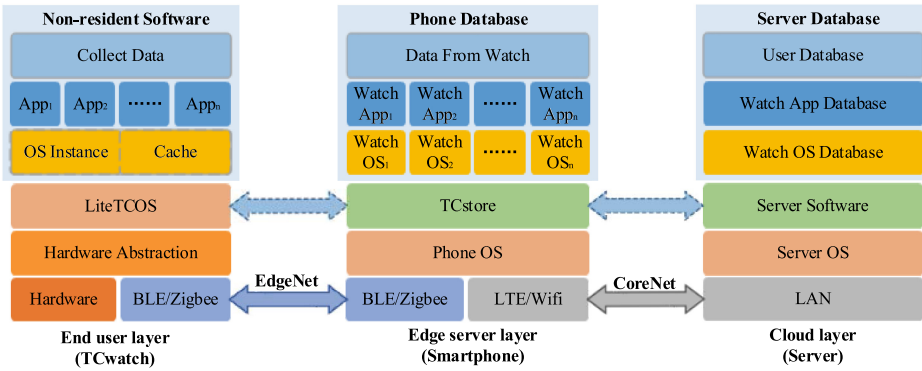 Non-resident Software
Collect Data
App1 App2 ······ Appn
OS Instance Cache
LiteTCOS
Hardware Abstraction
Hardware BLE/Zigbee
End user layer
(TCwatch)
EdgeNet
Phone Database
Data From Watch
Watch App1 Watch App2 ······ Watch Appn
Watch OS1 Watch OS2 ······ Watch OSn
TCstore
Phone OS
BLE/Zigbee LTE/Wifi
Edge server layer
(Smartphone)
CoreNet
Server Database
User Database
Watch App Database
Watch OS Database
Server Software
Server OS
LAN
Cloud layer
(Server)